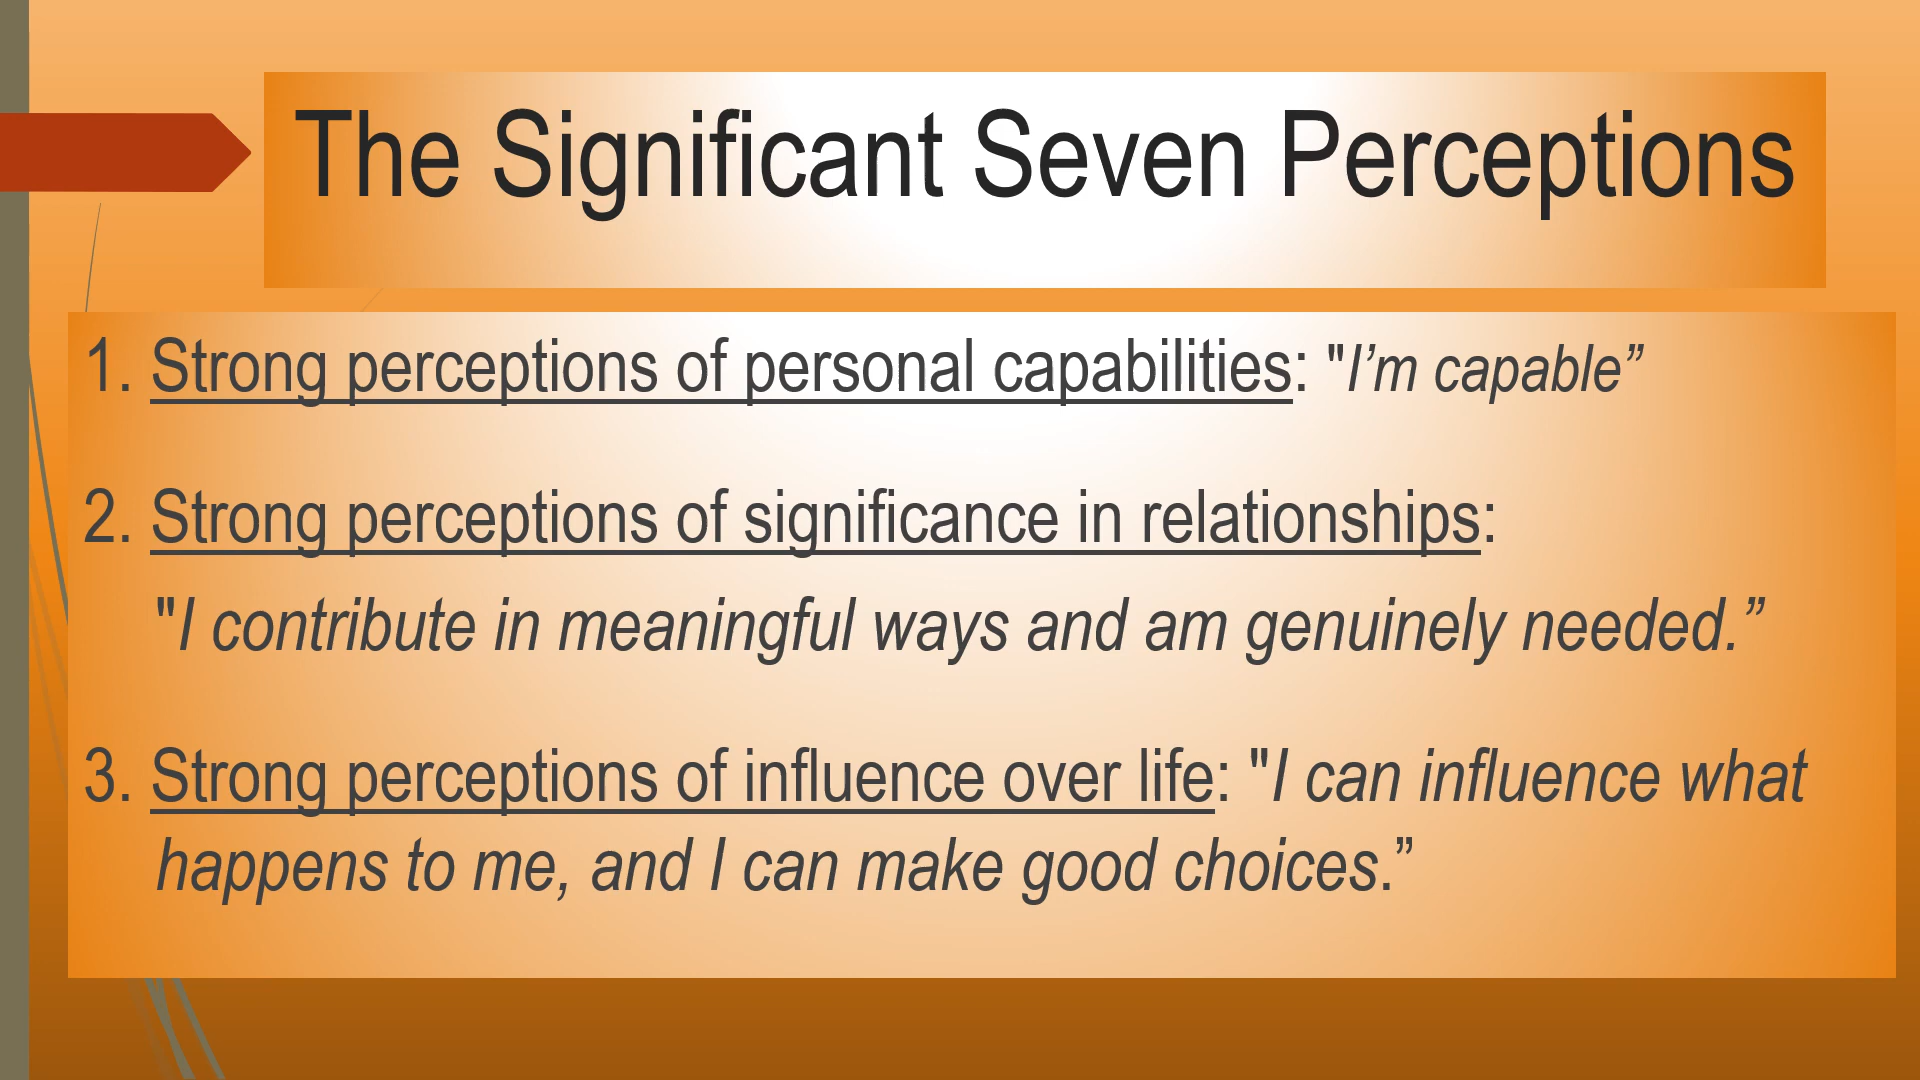 The Significant Seven Perceptions
1. Strong perceptions of personal capabilities: "I’m capable”
2. Strong perceptions of significance in relationships:
"I contribute in meaningful ways and am genuinely needed.”
3. Strong perceptions of influence over life: "I can influence what
happens to me, and I can make good choices.”